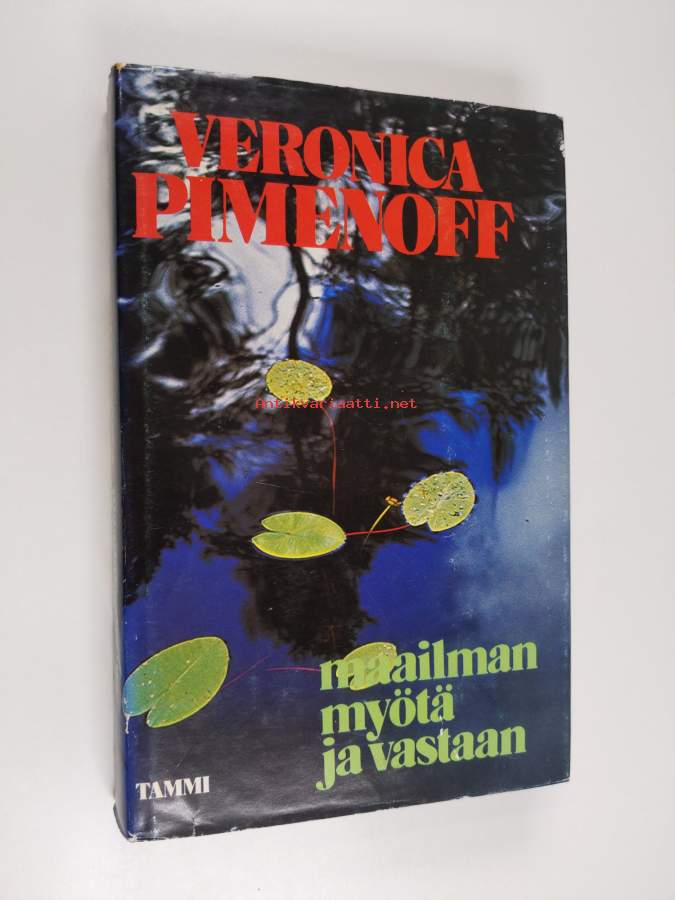 VERONICA
PIMENOFF
Antikvariaatti.net
maailman
myötä
ja vastaan
TAMMI